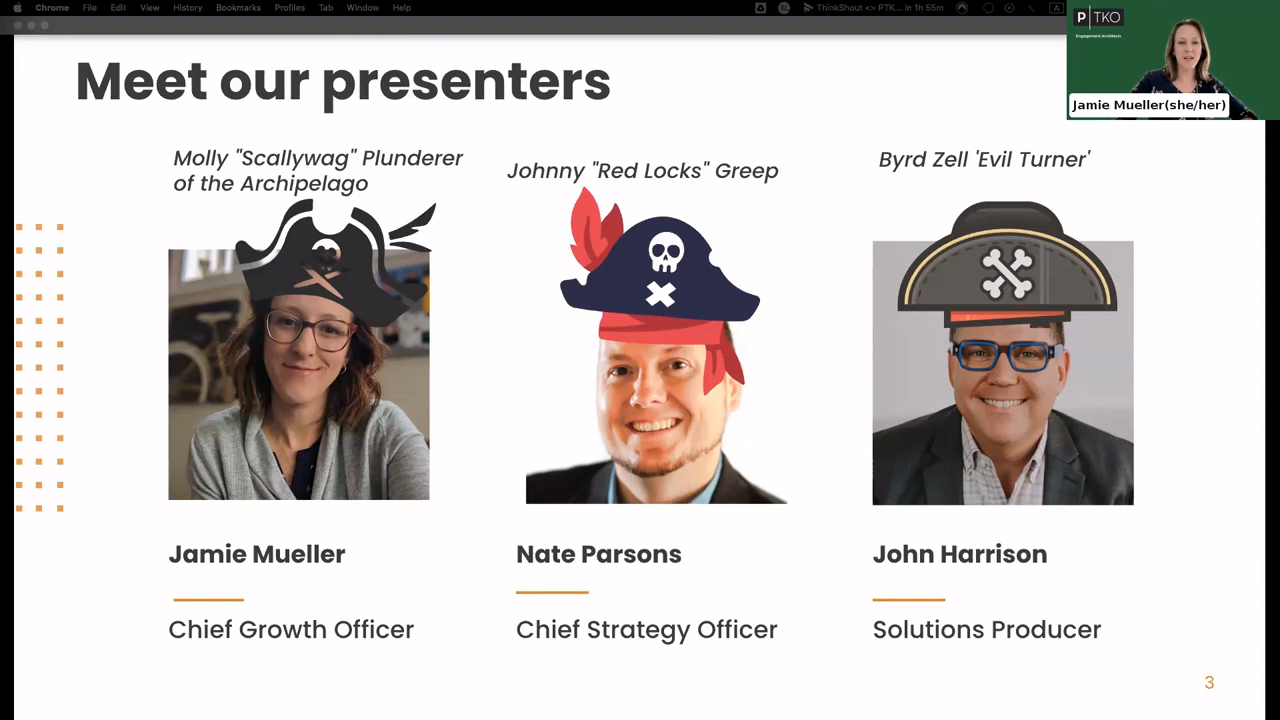 Chrome File Edit View History Bookmarks Profiles Tab Window Help
ThinkShout <> PTK... in 1h 55m
A
P TKO
Engagement Architects
Jamie Mueller(she/her)
Meet our presenters
Molly "Scallywag" Plunderer
of the Archipelago
Johnny "Red Locks" Greep
Byrd Zell 'Evil Turner'
Jamie Mueller
Nate Parsons
John Harrison
Chief Growth Officer
Chief Strategy Officer
Solutions Producer
3